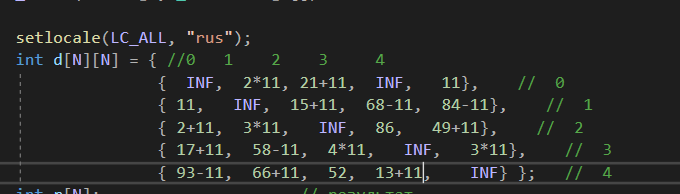 setlocale(LC_ALL, "rus");
int d[N][N] = { //0 1 2 3 4
{ INF, 2*11, 21+11, INF, 11}, // 0
{ 11, INF, 15+11, 68-11, 84-11}, // 1
{ 2+11, 3*11, INF, 86, 49+11}, // 2
{ 17+11, 58-11, 4*11, INF, 3*11}, // 3
{ 93-11, 66+11, 52, 13+11, INF} }; // 4